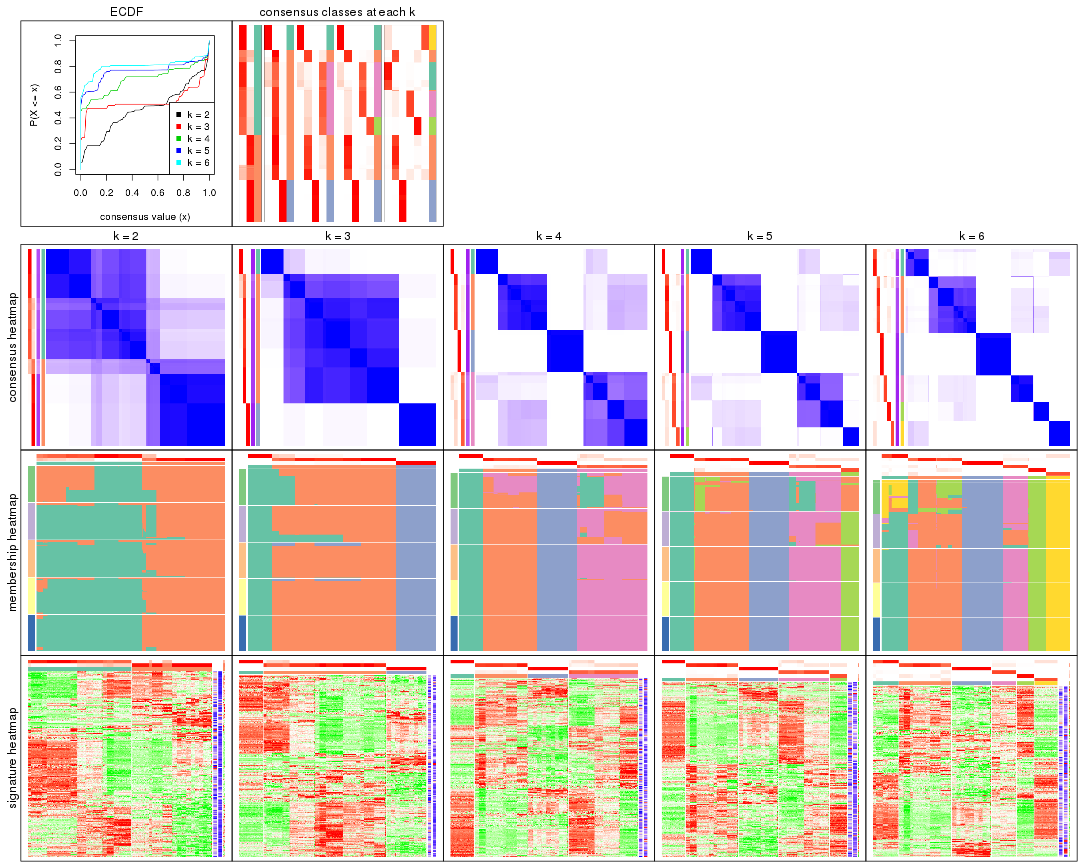 ECDF
consensus classes at each k
P(X <= x)
0.0 0.2 0.4 0.6 0.8 1.0
k = 2
k = 3
k = 4
k = 5
k = 6
0.0 0.2 0.4 0.6 0.8 1.0
consensus value (x)
k = 2 k = 3 k = 4 k = 5 k = 6
consensus heatmap
membership heatmap
signature heatmap